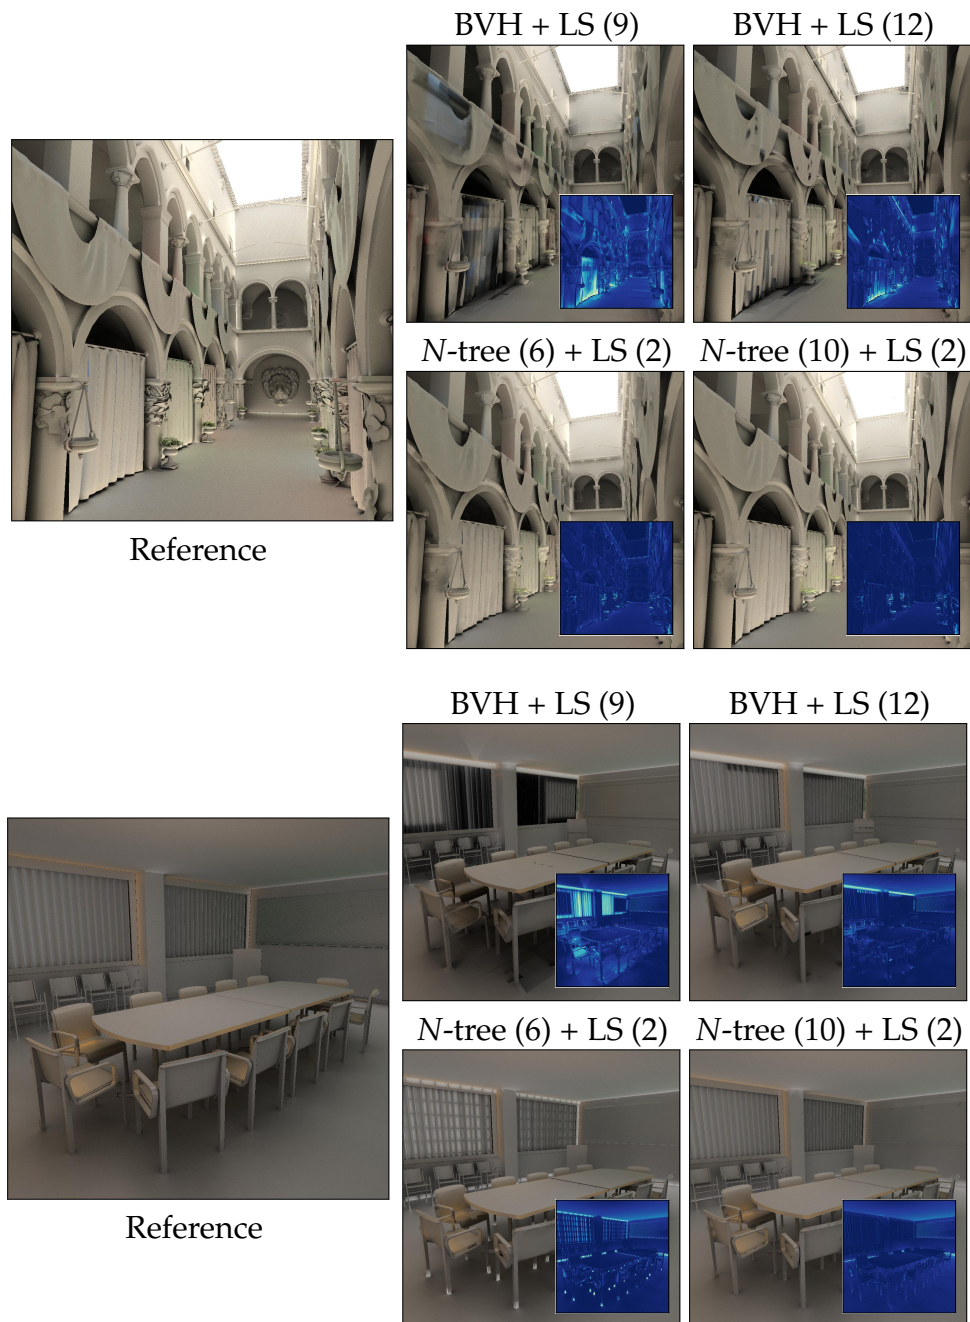 BVH + LS (9)
BVH + LS (12)
N-tree (6) + LS (2)
N-tree (10) + LS (2)
Reference
BVH + LS (9)
BVH + LS (12)
N-tree (6) + LS (2)
N-tree (10) + LS (2)
Reference